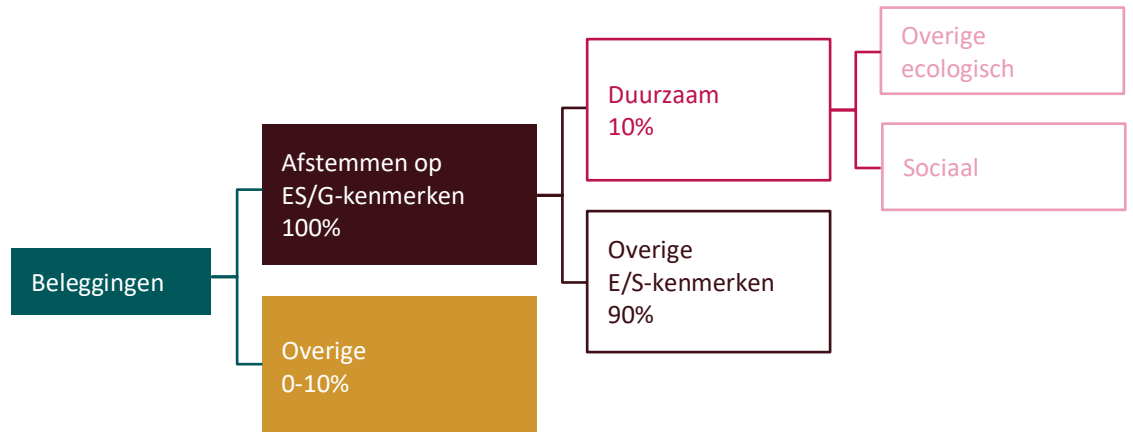 Beleggingen
Afstemmen op
ES/G-kenmerken
100%
Overige
0-10%
Duurzaam
10%
Overige
E/S-kenmerken
90%
Overige
ecologisch
Sociaal